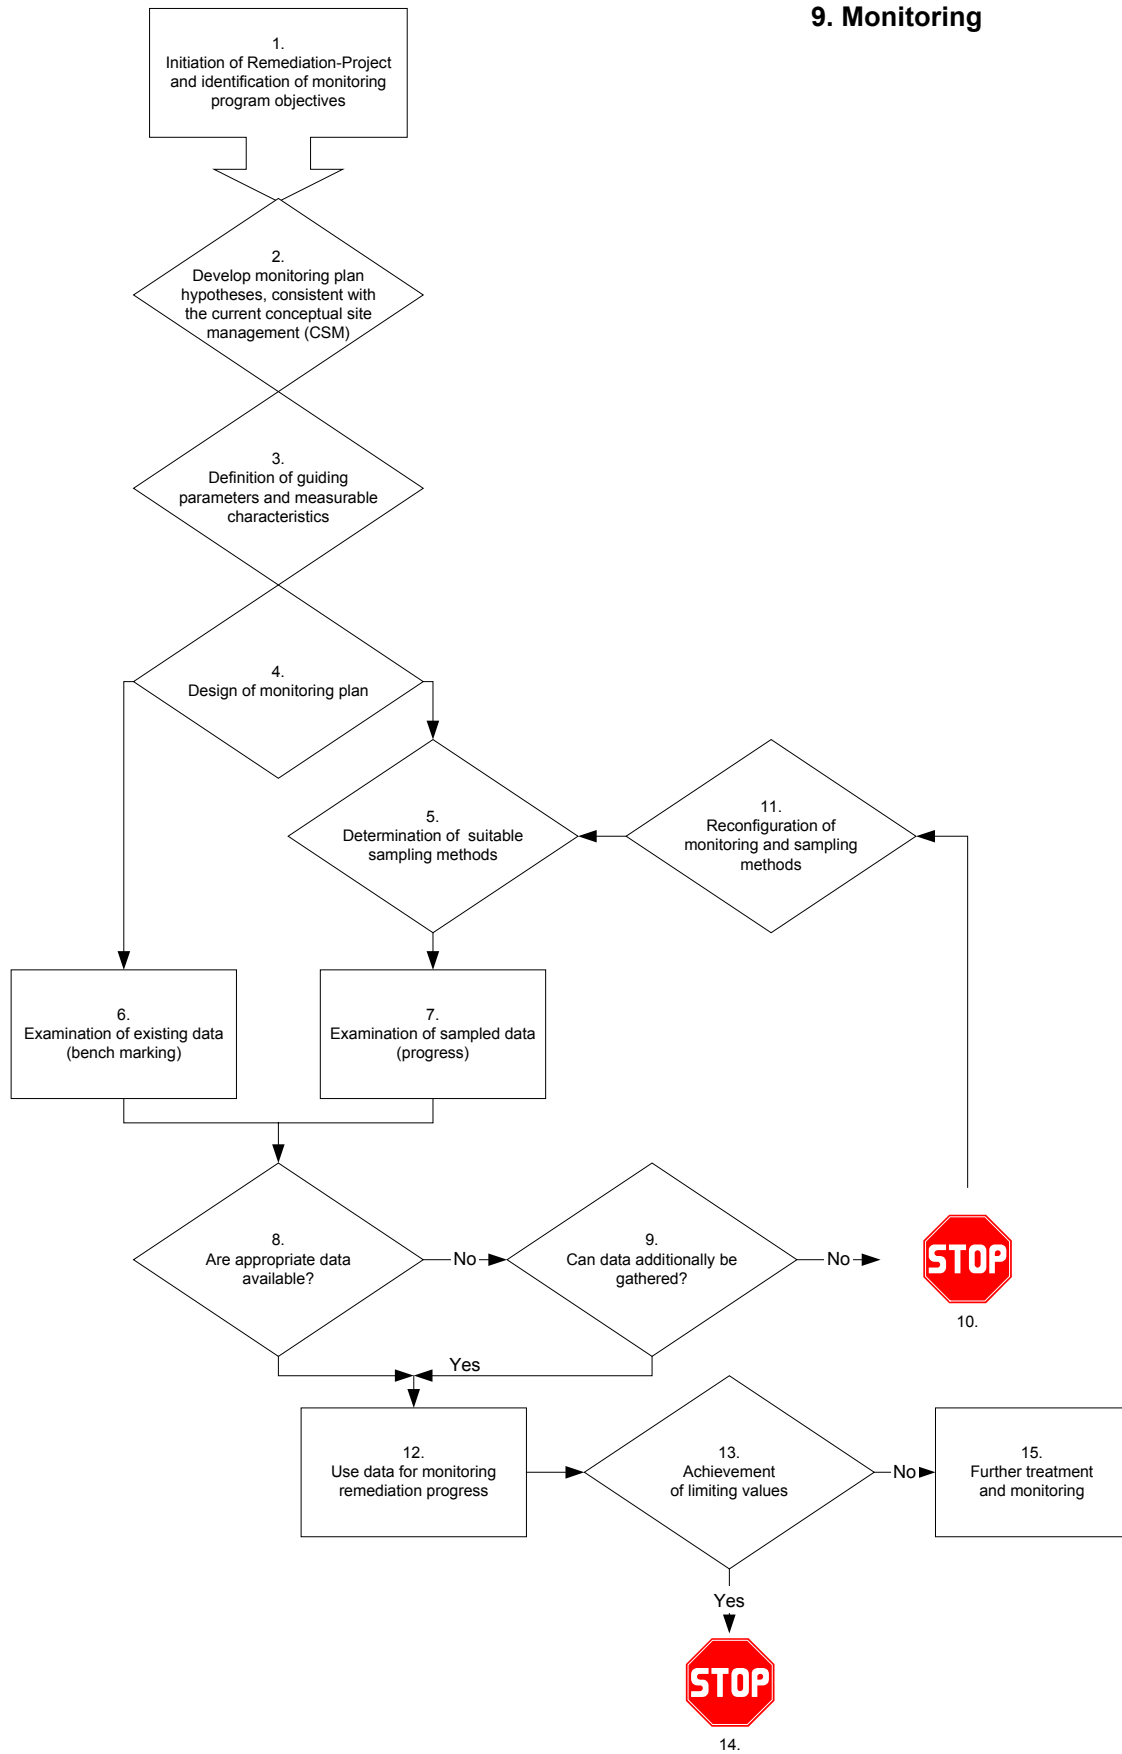 9. Monitoring
1.
Initiation of Remediation-Project
and identification of monitoring
program objectives
2.
Develop monitoring plan
hypotheses, consistent with
the current conceptual site
management (CSM)
3.
Definition of guiding
parameters and measurable
characteristics
4.
Design of monitoring plan
5.
Determination of suitable
sampling methods
11.
Reconfiguration of
monitoring and sampling
methods
6.
Examination of existing data
(bench marking)
7.
Examination of sampled data
(progress)
8.
Are appropriate data
available?
No
9.
Can data additionally be
gathered?
No
STOP
10.
Yes
12.
Use data for monitoring
remediation progress
13.
Achievement
of limiting values
No
15.
Further treatment
and monitoring
Yes
STOP
14.